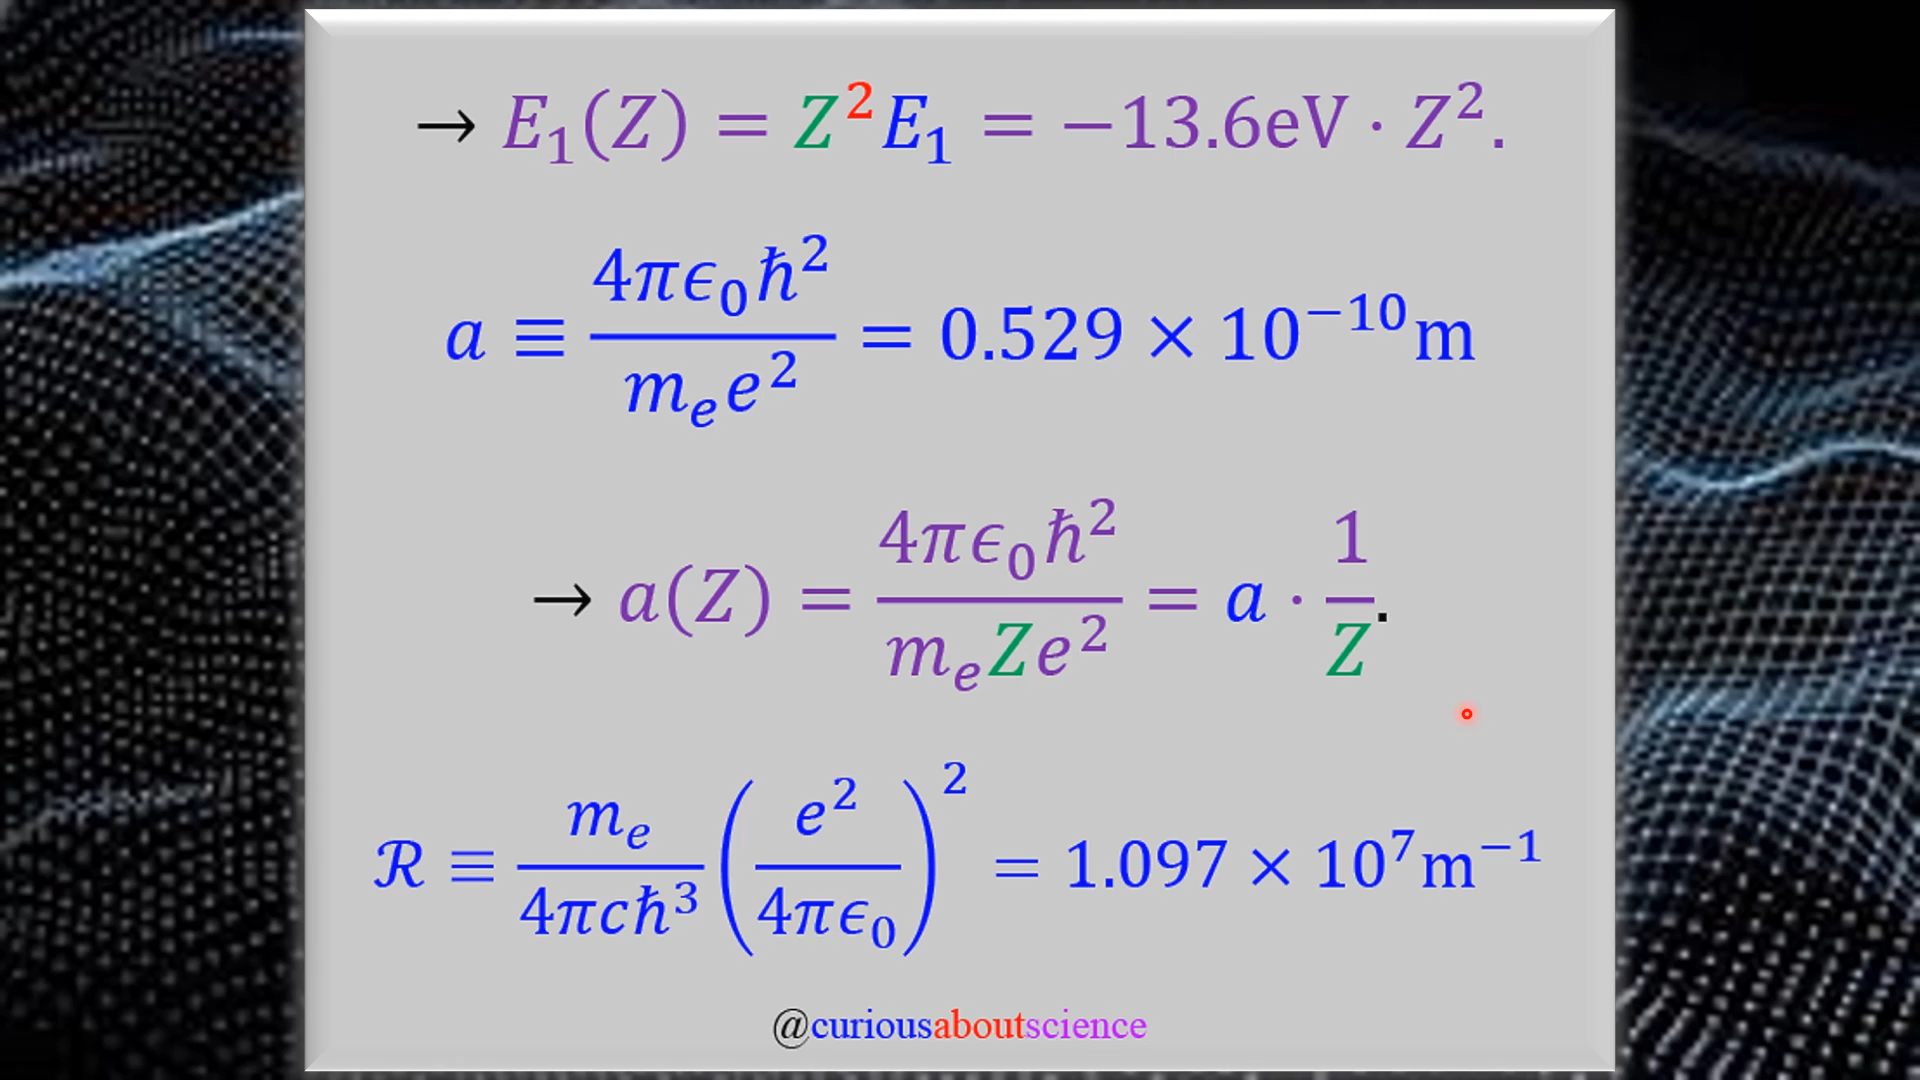 → E₁(Z) = Z²E₁ = −13.6eV · Z².
a ≡ 4πϵ₀ℏ² / mₑe² = 0.529 × 10⁻¹⁰m
→ a(Z) = 4πϵ₀ℏ² / mₑZe² = a · 1/Z.
ℛ ≡ mₑ / 4πcℏ³ (e² / 4πϵ₀)² = 1.097 × 10⁷m⁻¹
@curiousaboutscience